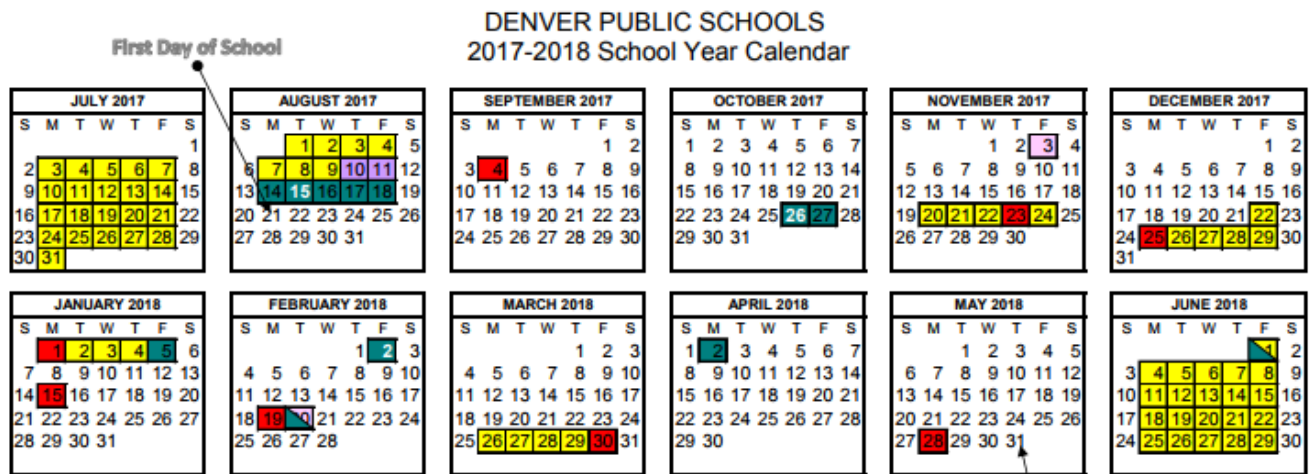 DENVER PUBLIC SCHOOLS
First Day of School
2017-2018 School Year Calendar
JULY 2017
S M T W T F S
1
2 3 4 5 6 7 8
9 10 11 12 13 14 15
16 17 18 19 20 21 22
23 24 25 26 27 28 29
30 31
AUGUST 2017
S M T W T F S
1 2 3 4 5
6 7 8 9 10 11 12
13 14 15 16 17 18 19
20 21 22 23 24 25 26
27 28 29 30 31
SEPTEMBER 2017
S M T W T F S
1 2
3 4 5 6 7 8 9
10 11 12 13 14 15 16
17 18 19 20 21 22 23
24 25 26 27 28 29 30
OCTOBER 2017
S M T W T F S
1 2 3 4 5 6 7
8 9 10 11 12 13 14
15 16 17 18 19 20 21
22 23 24 25 26 27 28
29 30 31
NOVEMBER 2017
S M T W T F S
1 2 3 4
5 6 7 8 9 10 11
12 13 14 15 16 17 18
19 20 21 22 23 24 25
26 27 28 29 30
DECEMBER 2017
S M T W T F S
1 2
3 4 5 6 7 8 9
10 11 12 13 14 15 16
17 18 19 20 21 22 23
24 25 26 27 28 29 30
31
JANUARY 2018
S M T W T F S
1 2 3 4 5 6
7 8 9 10 11 12 13
14 15 16 17 18 19 20
21 22 23 24 25 26 27
28 29 30 31
FEBRUARY 2018
S M T W T F S
1 2 3
4 5 6 7 8 9 10
11 12 13 14 15 16 17
18 19 20 21 22 23 24
25 26 27 28
MARCH 2018
S M T W T F S
1 2 3
4 5 6 7 8 9 10
11 12 13 14 15 16 17
18 19 20 21 22 23 24
25 26 27 28 29 30 31
APRIL 2018
S M T W T F S
1 2 3 4 5 6 7
8 9 10 11 12 13 14
15 16 17 18 19 20 21
22 23 24 25 26 27 28
29 30
MAY 2018
S M T W T F S
1 2 3 4 5
6 7 8 9 10 11 12
13 14 15 16 17 18 19
20 21 22 23 24 25 26
27 28 29 30 31
JUNE 2018
S M T W T F S
1 2
3 4 5 6 7 8 9
10 11 12 13 14 15 16
17 18 19 20 21 22 23
24 25 26 27 28 29 30